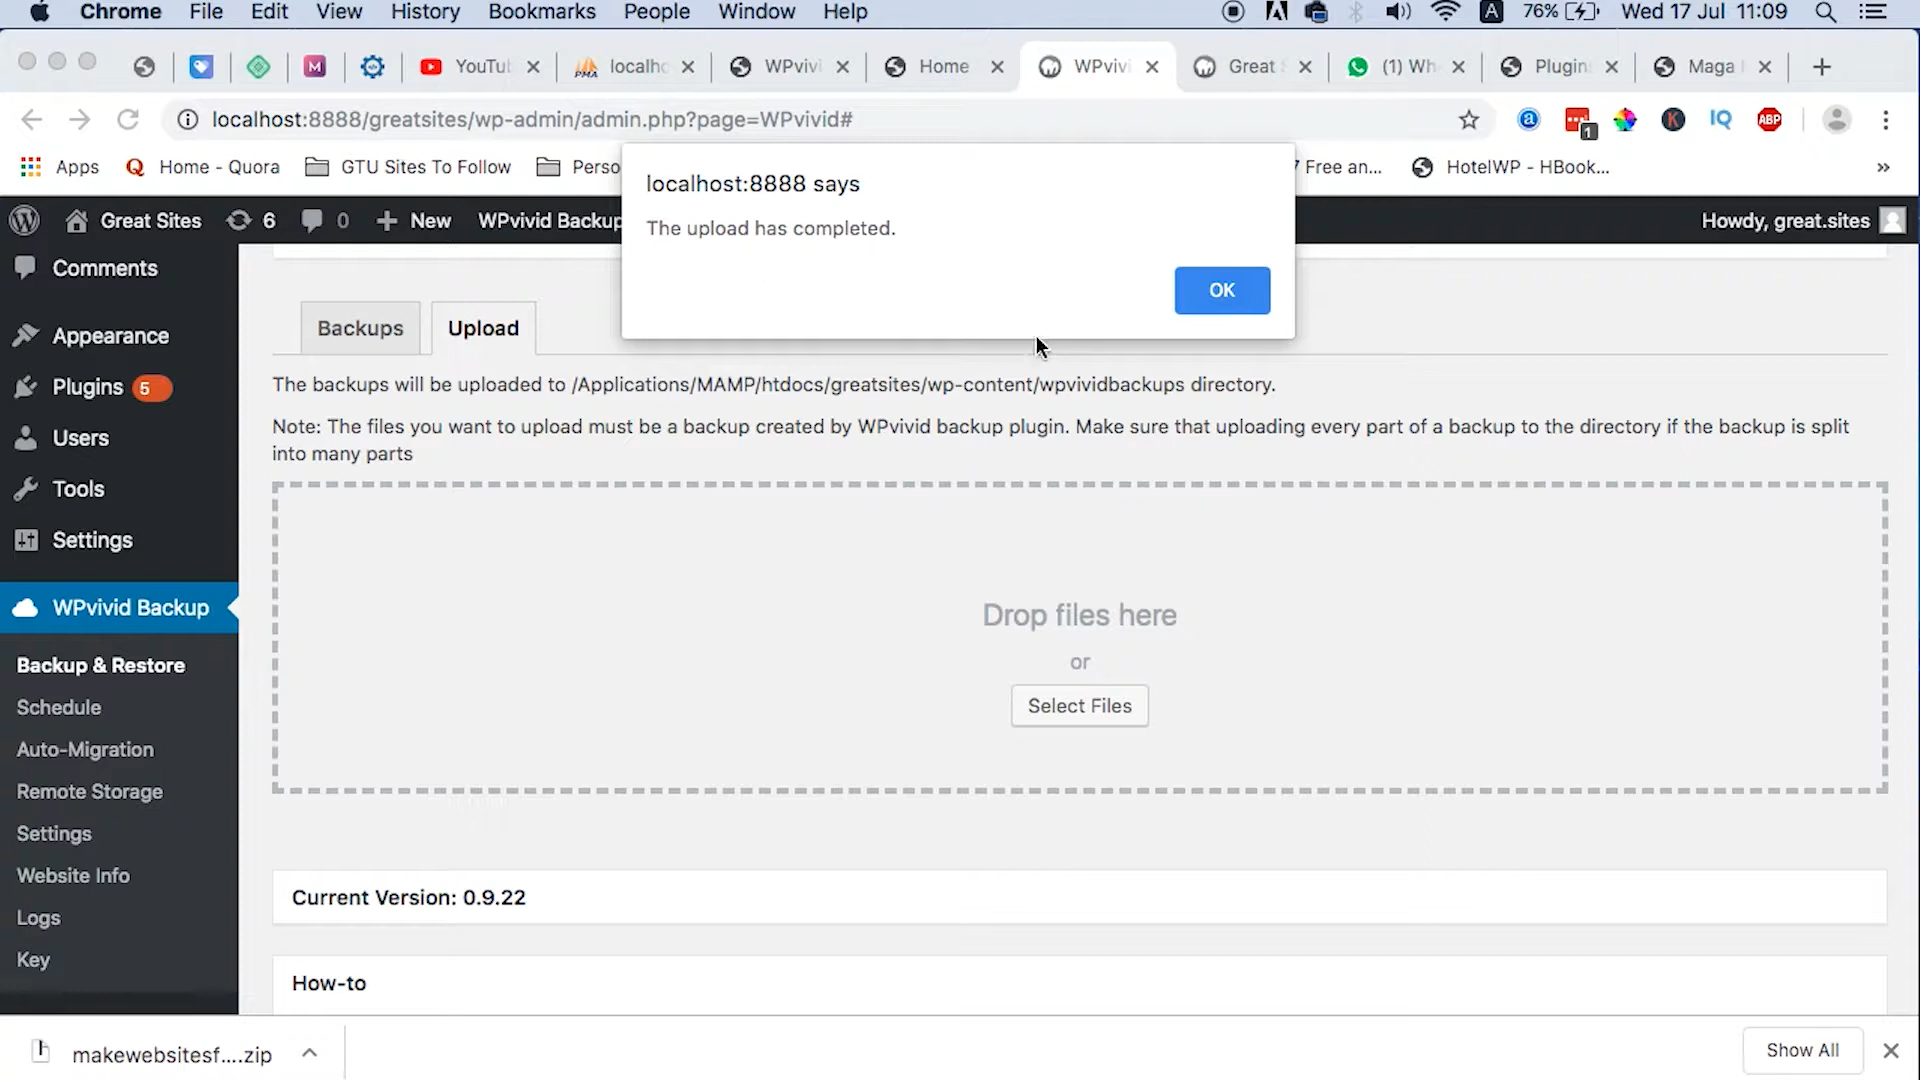 Chrome File Edit View History Bookmarks People Window Help A 76% Wed 17 Jul 11:09
M YouTu localho WPvivi Home WPvivi Great (1) Wh Plugin Maga
localhost:8888/greatsites/wp-admin/admin.php?page=WPvivid# a 1 K IQ ABP
Apps Q Home - Quora GTU Sites To Follow Perso Free an... HotelWP - HBook... »
localhost:8888 says
The upload has completed.
OK
Great Sites 6 0 New WPvivid Backup Howdy, great.sites
Comments
Appearance
Plugins 5
Users
Tools
Settings
WPvivid Backup
Backup & Restore
Schedule
Auto-Migration
Remote Storage
Settings
Website Info
Logs
Key
Backups Upload
The backups will be uploaded to /Applications/MAMP/htdocs/greatsites/wp-content/wpvividbackups directory.
Note: The files you want to upload must be a backup created by WPvivid backup plugin. Make sure that uploading every part of a backup to the directory if the backup is split
into many parts
Drop files here
or
Select Files
Current Version: 0.9.22
How-to
makewebsitesf....zip Show All